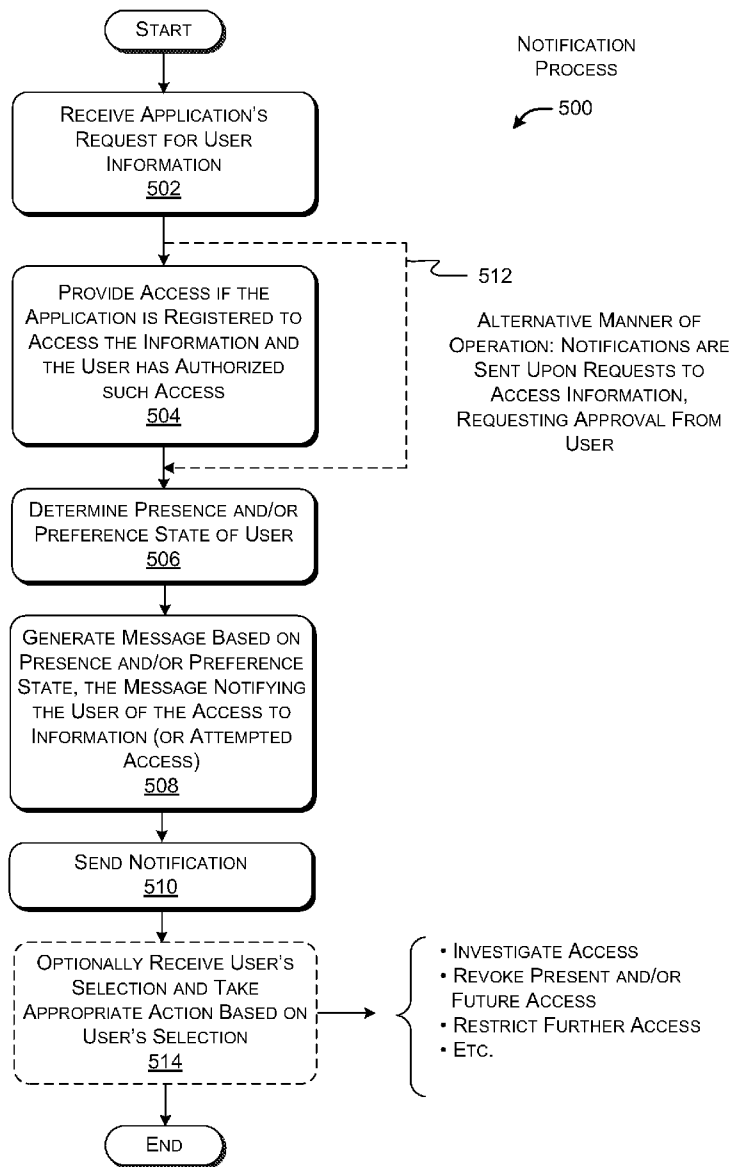 START
NOTIFICATION
PROCESS
500
RECEIVE APPLICATION'S
REQUEST FOR USER
INFORMATION
502
512
PROVIDE ACCESS IF THE
APPLICATION IS REGISTERED TO
ACCESS THE INFORMATION AND
THE USER HAS AUTHORIZED
SUCH ACCESS
504
ALTERNATIVE MANNER OF
OPERATION: NOTIFICATIONS ARE
SENT UPON REQUESTS TO
ACCESS INFORMATION,
REQUESTING APPROVAL FROM
USER
DETERMINE PRESENCE AND/OR
PREFERENCE STATE OF USER
506
GENERATE MESSAGE BASED ON
PRESENCE AND/OR PREFERENCE
STATE, THE MESSAGE NOTIFYING
THE USER OF THE ACCESS TO
INFORMATION (OR ATTEMPTED
ACCESS)
508
SEND NOTIFICATION
510
OPTIONALLY RECEIVE USER'S
SELECTION AND TAKE
APPROPRIATE ACTION BASED ON
USER'S SELECTION
514
• INVESTIGATE ACCESS
• REVOKE PRESENT AND/OR
FUTURE ACCESS
• RESTRICT FURTHER ACCESS
• ETC.
END